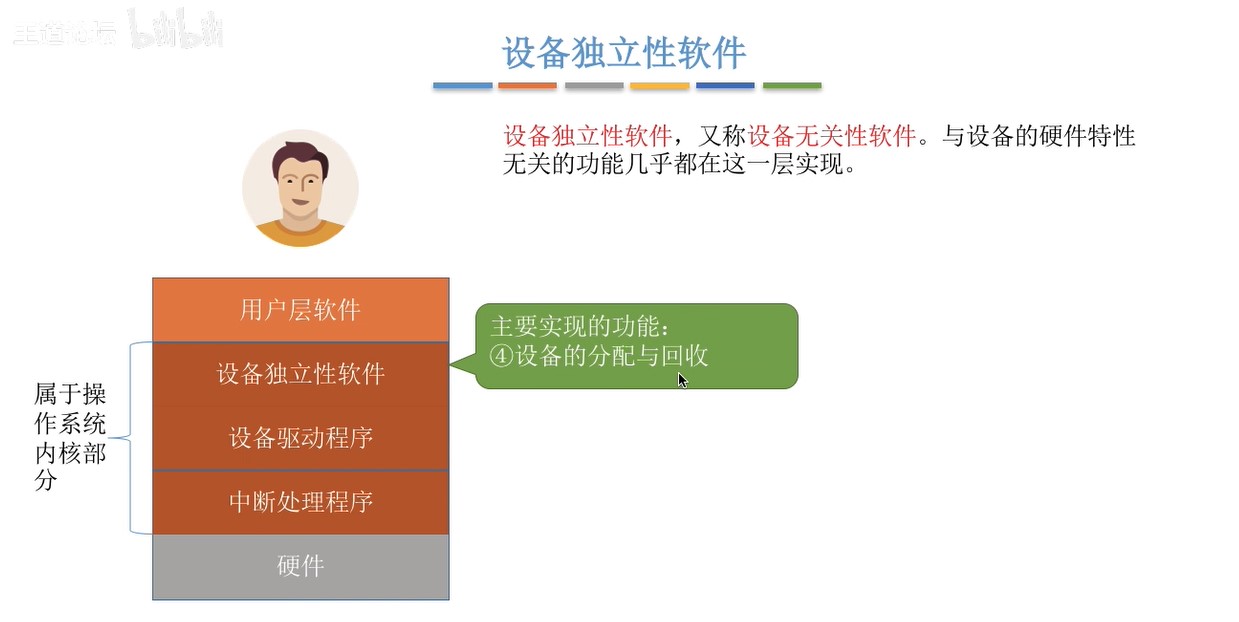 王道论坛 bilibili
设备独立性软件
设备独立性软件，又称设备无关性软件。与设备的硬件特性
无关的功能几乎都在这一层实现。
用户层软件
主要实现的功能：
④设备的分配与回收
设备独立性软件
属于操
作系统
内核部
分
设备驱动程序
中断处理程序
硬件